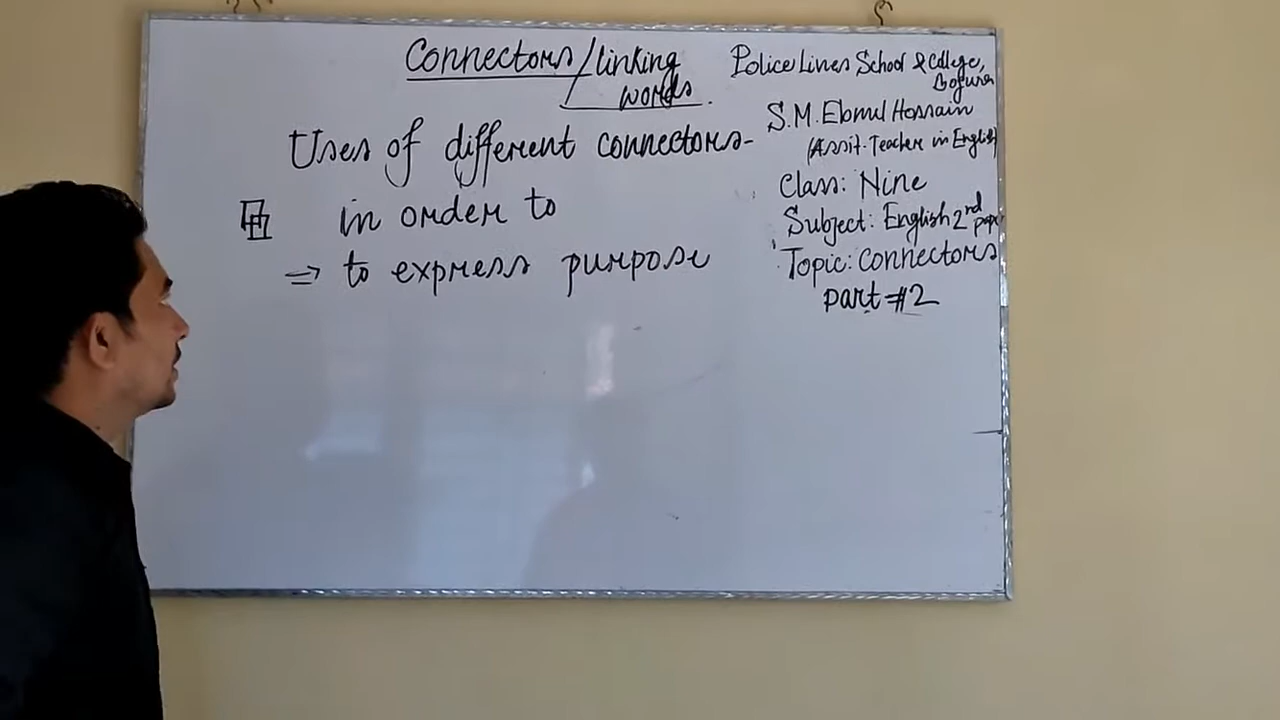 Connectors/linking
words.
Uses of different connectors-
in order to
⇒ to express purpose
Police Lines School & College,
Bogura
S.M. Ebnul Hossain
(Assit. Teacher in English)
Class: Nine
Subject: English 2nd paper
Topic: Connectors
part #2